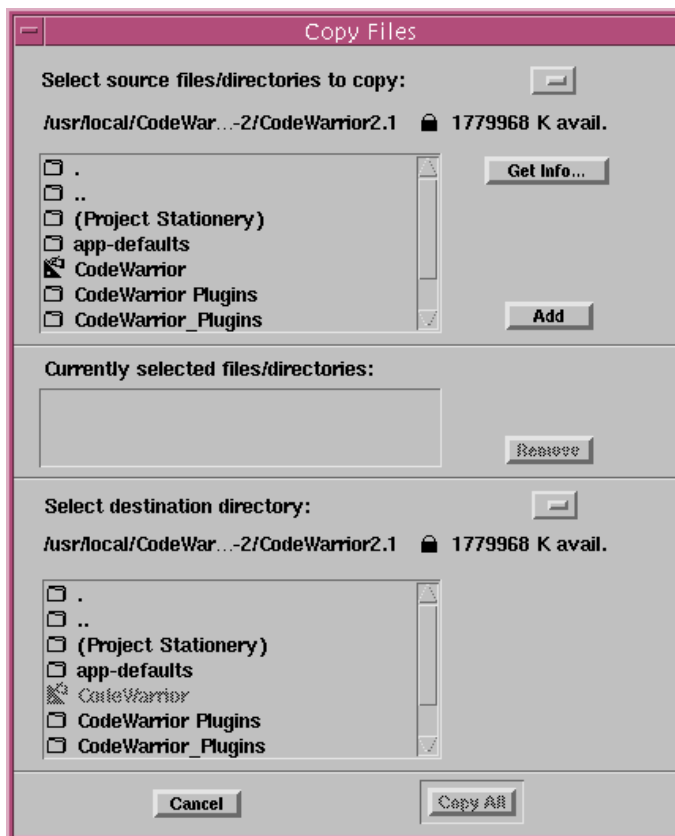 Copy Files
Select source files/directories to copy:
/usr/local/CodeWar...-2/CodeWarrior2.1 1779968 K avail.
.
..
(Project Stationery)
app-defaults
CodeWarrior
CodeWarrior Plugins
CodeWarrior_Plugins
Get Info...
Add
Currently selected files/directories:
Remove
Select destination directory:
/usr/local/CodeWar...-2/CodeWarrior2.1 1779968 K avail.
.
..
(Project Stationery)
app-defaults
CodeWarrior
CodeWarrior Plugins
CodeWarrior_Plugins
Cancel
Copy All